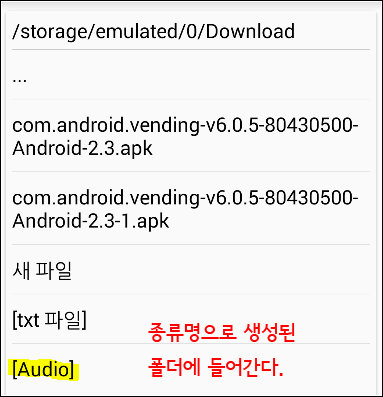 /storage/emulated/0/Download
...
com.android.vending-v6.0.5-80430500-
Android-2.3.apk
com.android.vending-v6.0.5-80430500-
Android-2.3-1.apk
새 파일
[txt 파일]
[Audio]
종류명으로 생성된
폴더에 들어간다.